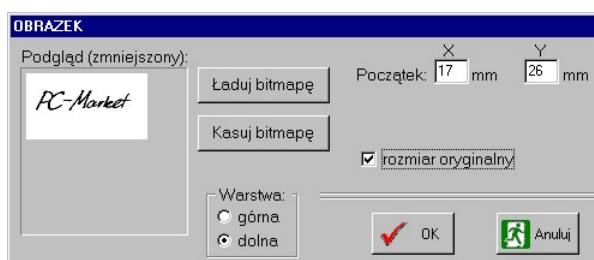 OBRAZEK
Podgląd (zmniejszony):
PC-Market
Ładuj bitmapę
Kasuj bitmapę
X Y
Początek: 17 mm 26 mm
rozmiar oryginalny
Warstwa:
górna
dolna
OK
Anuluj